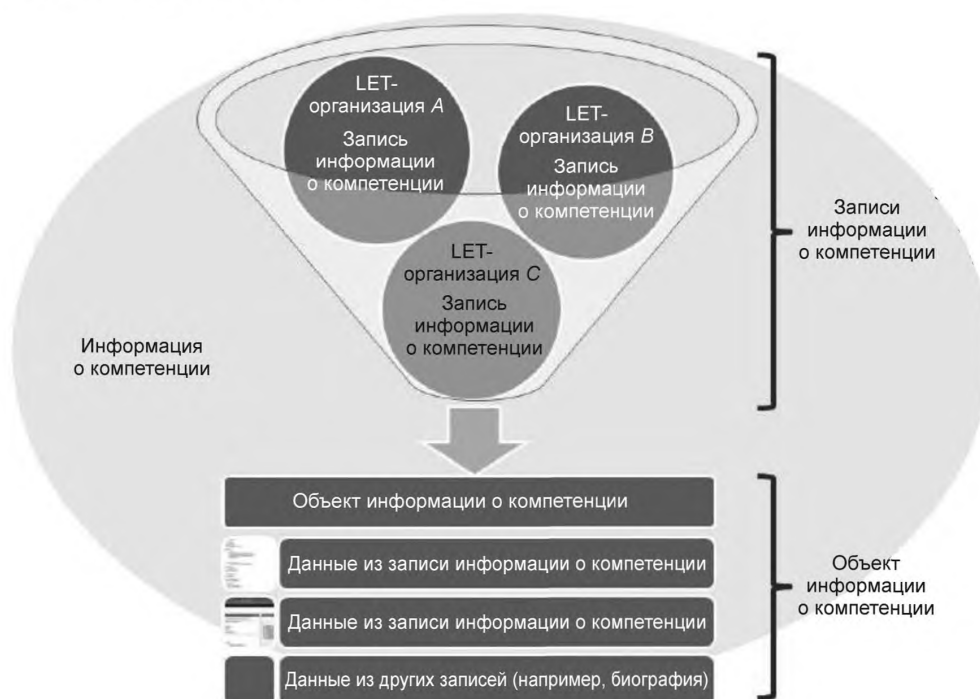 LET-
организация A
Запись
информации
о компетенции
LET-
организация B
Запись
информации
о компетенции
LET-
организация C
Запись
информации
о компетенции
Записи
информации
о компетенции
Информация
о компетенции
Объект информации о компетенции
Данные из записи информации о компетенции
Данные из записи информации о компетенции
Данные из других записей (например, биография)
Объект
информации
о компетенции